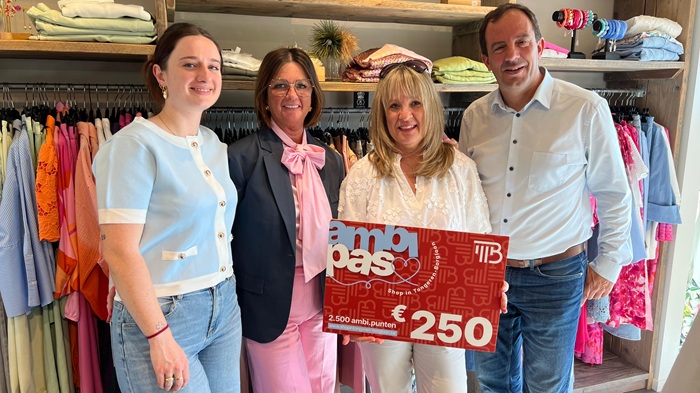 ambi
pas
Shop in Tongeren-Borgloon
TB
2.500 ambi.punten
€ 250